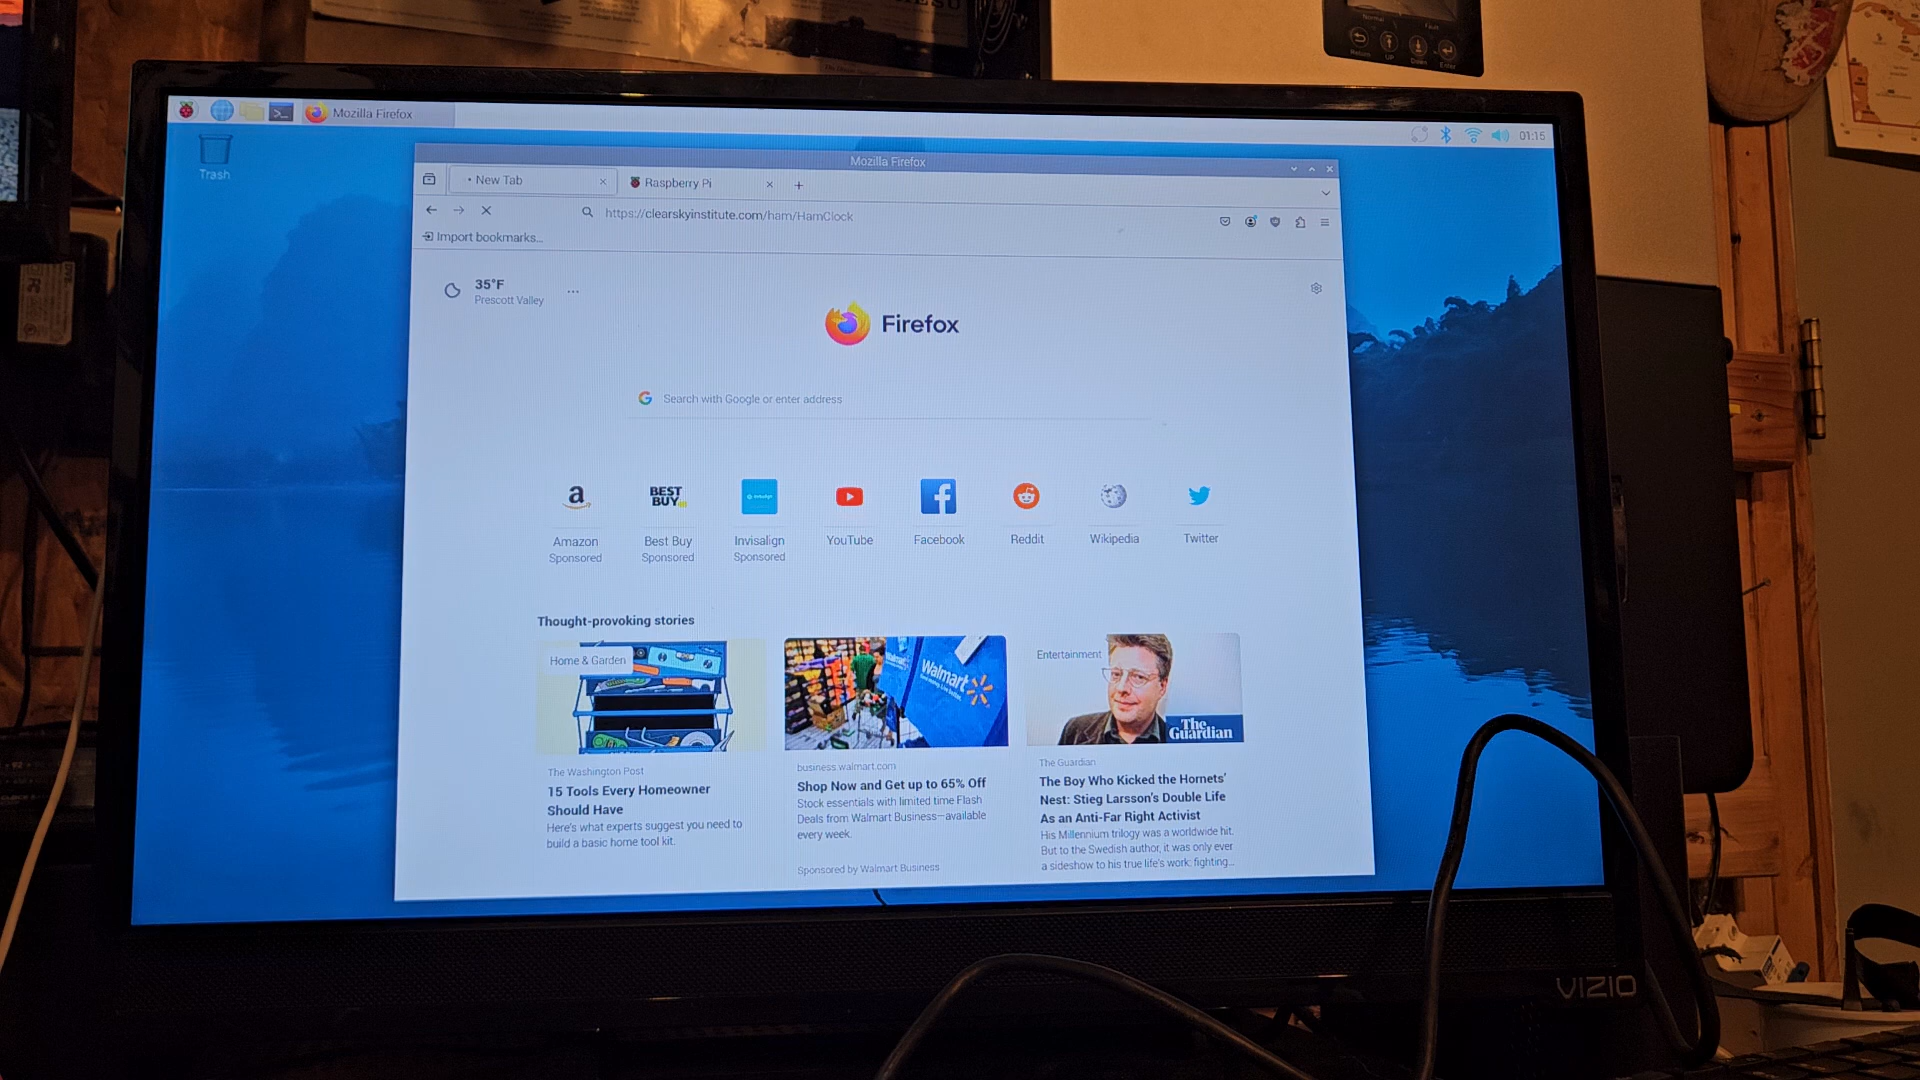 Normal
Fault
Return
UP
Down
Enter
Mozilla Firefox
01:15
Trash
Mozilla Firefox
New Tab
Raspberry Pi
https://clearskyinstitute.com/ham/HamClock
Import bookmarks...
35°F
Prescott Valley
Firefox
Search with Google or enter address
a
BEST
BUY
Amazon
Sponsored
Best Buy
Sponsored
Invisalign
Sponsored
YouTube
Facebook
Reddit
Wikipedia
Twitter
Thought-provoking stories
Home & Garden
Walmart
Entertainment
The
Guardian
The Washington Post
15 Tools Every Homeowner
Should Have
Here's what experts suggest you need to
build a basic home tool kit.
business.walmart.com
Shop Now and Get up to 65% Off
Stock essentials with limited time Flash
Deals from Walmart Business—available
every week.
Sponsored by Walmart Business
The Guardian
The Boy Who Kicked the Hornets'
Nest: Stieg Larsson's Double Life
As an Anti-Far Right Activist
His Millennium trilogy was a worldwide hit.
But to the Swedish author, it was only ever
a sideshow to his true life's work: fighting...
VIZIO